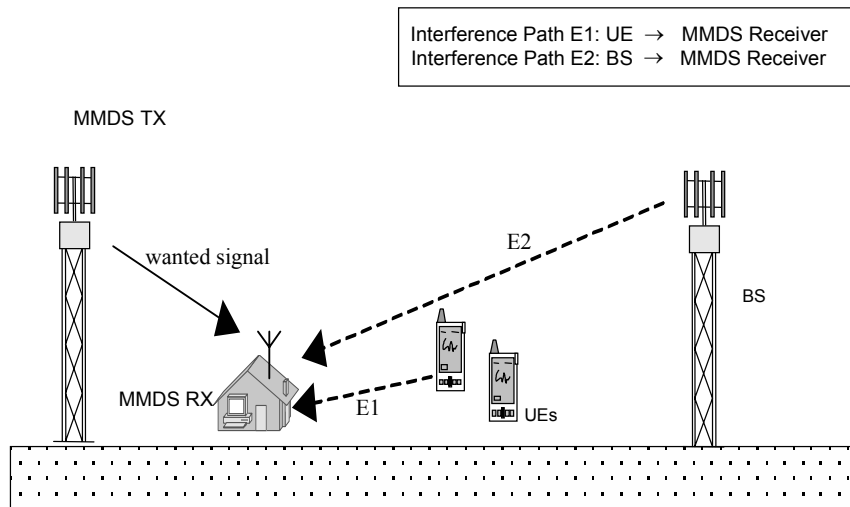 Interference Path E1: UE → MMDS Receiver
Interference Path E2: BS → MMDS Receiver
MMDS TX
wanted signal
E2
BS
MMDS RX
E1
UEs